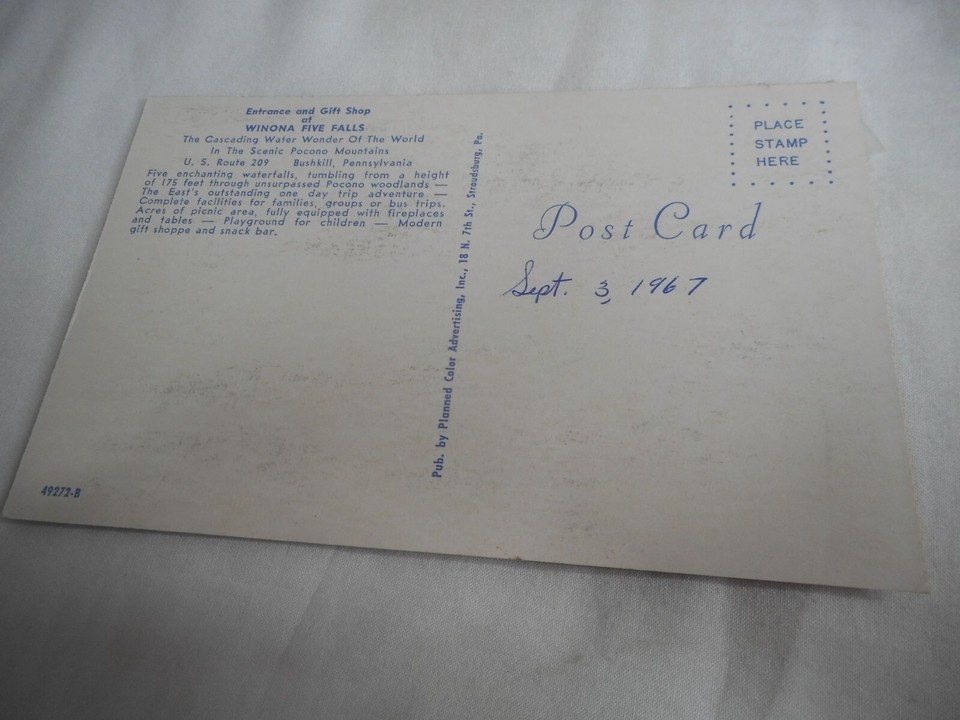 Entrance and Gift Shop
at
WINONA FIVE FALLS
The Cascading Water Wonder Of The World
In The Scenic Pocono Mountains
U. S. Route 209 Bushkill, Pennsylvania
Five enchanting waterfalls, tumbling from a height
of 175 feet through unsurpassed Pocono woodlands —
The East's outstanding one day trip adventure —
Complete facilities for families, groups or bus trips.
Acres of picnic area, fully equipped with fireplaces
and tables — Playground for children — Modern
gift shoppe and snack bar.
49272-B
Pub. by Planned Color Advertising, Inc., 18 N. 7th St., Stroudsburg, Pa.
PLACE
STAMP
HERE
Post Card
Sept. 3, 1967